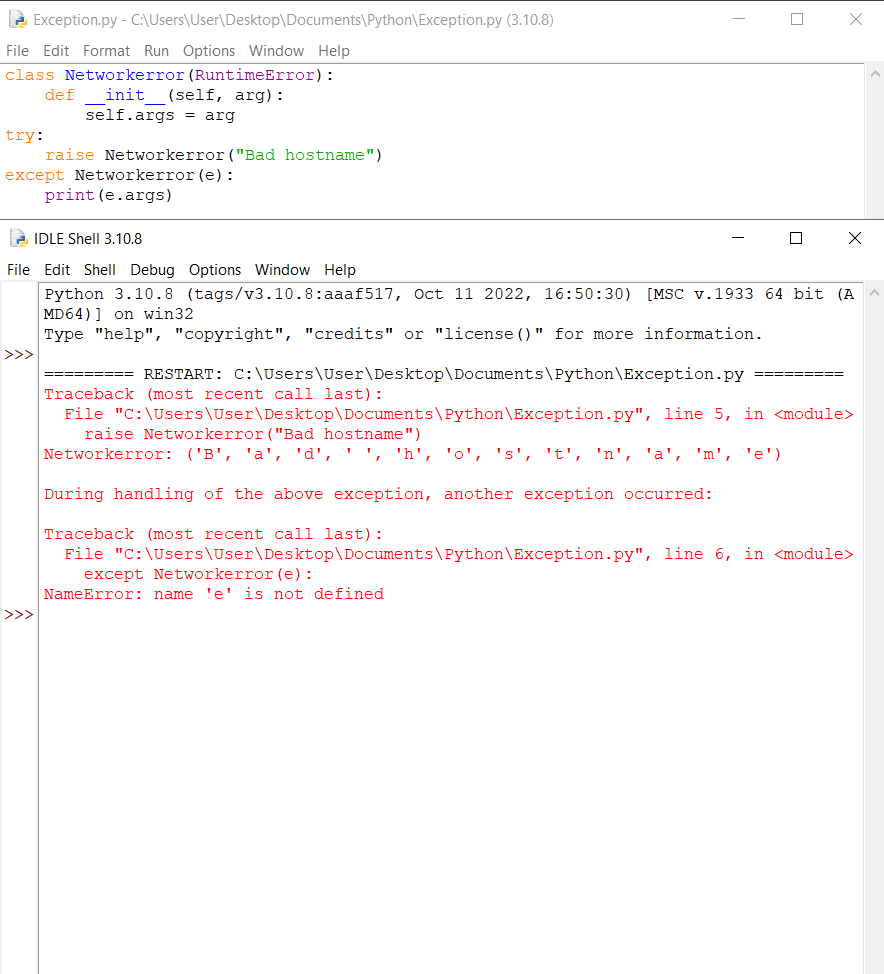 Exception.py - C:\Users\User\Desktop\Documents\Python\Exception.py (3.10.8)
File Edit Format Run Options Window Help
class Networkerror(RuntimeError):
    def __init__(self, arg):
        self.args = arg
try:
    raise Networkerror("Bad hostname")
except Networkerror(e):
    print(e.args)
IDLE Shell 3.10.8
File Edit Shell Debug Options Window Help
Python 3.10.8 (tags/v3.10.8:aaaf517, Oct 11 2022, 16:50:30) [MSC v.1933 64 bit (A
MD64)] on win32
Type "help", "copyright", "credits" or "license()" for more information.
>>>
========= RESTART: C:\Users\User\Desktop\Documents\Python\Exception.py =========
Traceback (most recent call last):
  File "C:\Users\User\Desktop\Documents\Python\Exception.py", line 5, in <module>
    raise Networkerror("Bad hostname")
Networkerror: ('B', 'a', 'd', ' ', 'h', 'o', 's', 't', 'n', 'a', 'm', 'e')

During handling of the above exception, another exception occurred:

Traceback (most recent call last):
  File "C:\Users\User\Desktop\Documents\Python\Exception.py", line 6, in <module>
    except Networkerror(e):
NameError: name 'e' is not defined
>>>